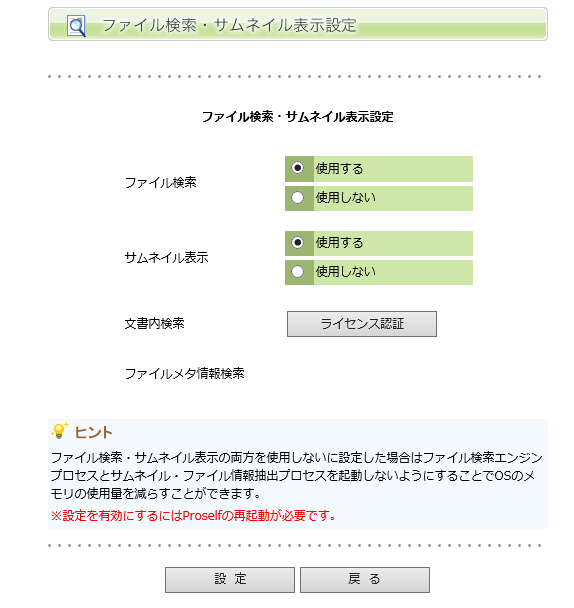 ファイル検索・サムネイル表示設定
ファイル検索・サムネイル表示設定
ファイル検索
使用する
使用しない
サムネイル表示
使用する
使用しない
文書内検索
ライセンス認証
ファイルメタ情報検索
ヒント
ファイル検索・サムネイル表示の両方を使用しないに設定した場合はファイル検索エンジン
プロセスとサムネイル・ファイル情報抽出プロセスを起動しないようにすることでOSのメ
モリの使用量を減らすことができます。
※設定を有効にするにはProselfの再起動が必要です。
設 定
戻 る